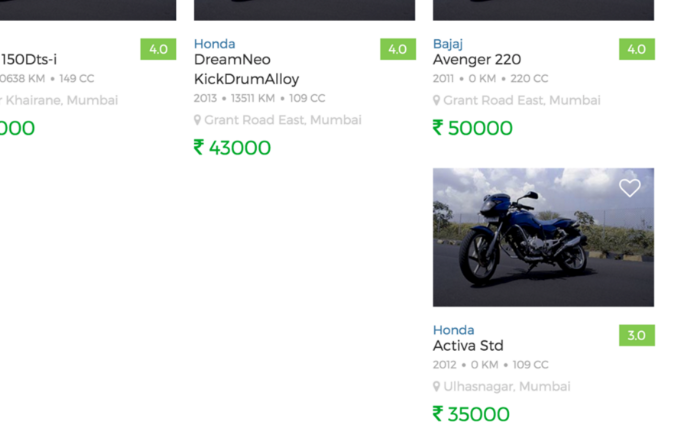 4.0
150Dts-i
0638 KM • 149 CC
Khairane, Mumbai
000
Honda
4.0
DreamNeo
KickDrumAlloy
2013 • 13511 KM • 109 CC
Grant Road East, Mumbai
₹ 43000
Bajaj
4.0
Avenger 220
2011 • 0 KM • 220 CC
Grant Road East, Mumbai
₹ 50000
Honda
3.0
Activa Std
2012 • 0 KM • 109 CC
Ulhasnagar, Mumbai
₹ 35000